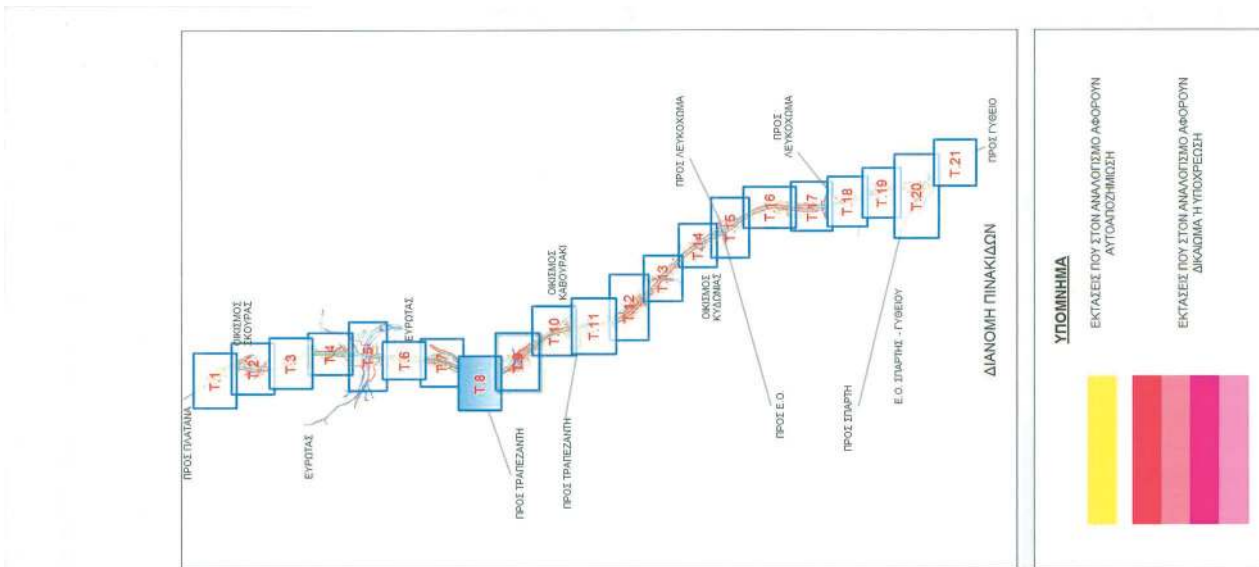 ΠΡΟΣ ΠΛΑΤΑΝΑ
Τ.1
ΟΙΚΙΣΜΟΣ
ΣΚΟΥΡΑΣ
Τ.2
Τ.3
Τ.4
ΕΥΡΩΤΑΣ
Τ.5
ΕΥΡΩΤΑΣ
Τ.6
Τ.7
Τ.8
ΠΡΟΣ ΤΡΑΠΕΖΑΝΤΗ
Τ.9
ΟΙΚΙΣΜΟΣ
ΚΑΒΟΥΡΑΚΙ
Τ.10
ΠΡΟΣ ΤΡΑΠΕΖΑΝΤΗ
Τ.11
Τ.12
Τ.13
ΟΙΚΙΣΜΟΣ
ΚΥΔΩΝΙΑΣ
Τ.14
ΠΡΟΣ ΛΕΥΚΟΧΩΜΑ
Τ.15
ΠΡΟΣ Ε.Ο.
Τ.16
ΠΡΟΣ
ΛΕΥΚΟΧΩΜΑ
Τ.17
Τ.18
ΠΡΟΣ ΣΠΑΡΤΗ
Τ.19
Ε.Ο. ΣΠΑΡΤΗΣ - ΓΥΘΕΙΟΥ
Τ.20
Τ.21
ΠΡΟΣ ΓΥΘΕΙΟ
ΔΙΑΝΟΜΗ ΠΙΝΑΚΙΔΩΝ
ΥΠΟΜΝΗΜΑ
ΕΚΤΑΣΕΙΣ ΠΟΥ ΣΤΟΝ ΑΝΑΛΟΓΙΣΜΟ ΑΦΟΡΟΥΝ
ΑΥΤΟΑΠΟΖΗΜΙΩΣΗ
ΕΚΤΑΣΕΙΣ ΠΟΥ ΣΤΟΝ ΑΝΑΛΟΓΙΣΜΟ ΑΦΟΡΟΥΝ
ΔΙΚΑΙΩΜΑ Ή ΥΠΟΧΡΕΩΣΗ